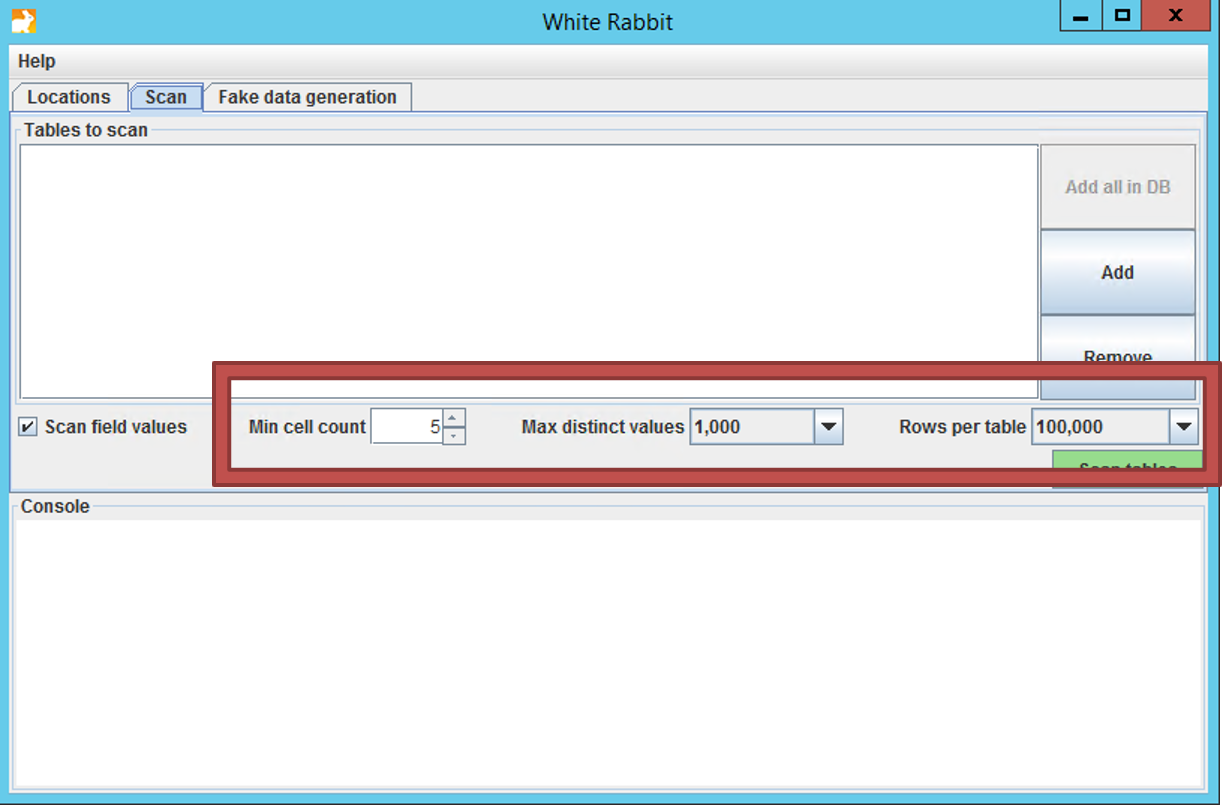 White Rabbit
Help
Locations Scan Fake data generation
Tables to scan
Add all in DB
Add
Remove
Scan field values Min cell count 5 Max distinct values 1,000 Rows per table 100,000
Scan tables
Console